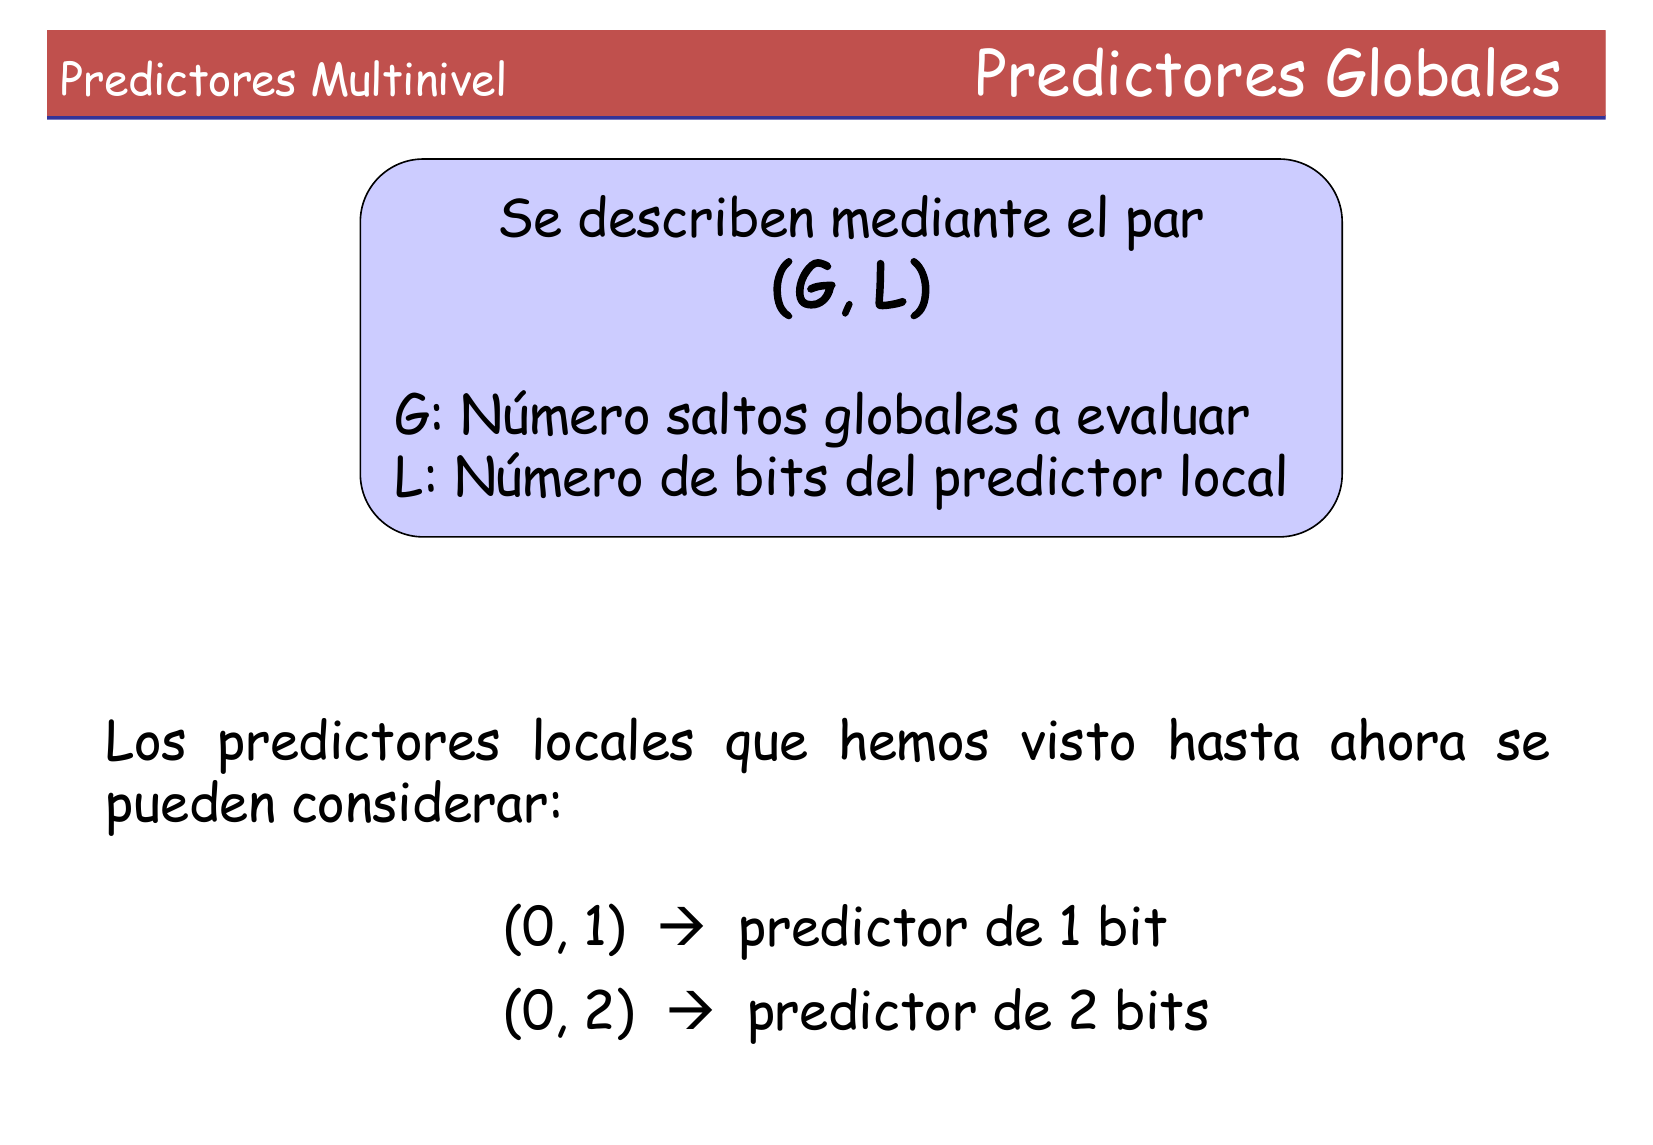 Predictores Multinivel
Predictores Globales
Se describen mediante el par
(G, L)
G: Número saltos globales a evaluar
L: Número de bits del predictor local
Los predictores locales que hemos visto hasta ahora se
pueden considerar:
(0, 1) → predictor de 1 bit
(0, 2) → predictor de 2 bits